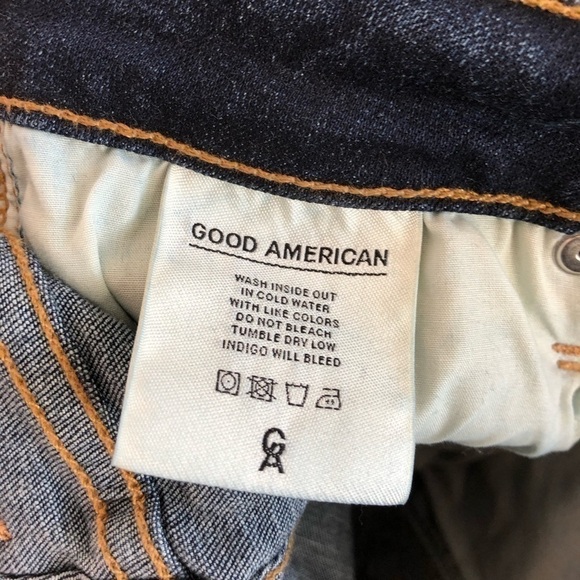 GOOD AMERICAN
WASH INSIDE OUT
IN COLD WATER
WITH LIKE COLORS
DO NOT BLEACH
TUMBLE DRY LOW
INDIGO WILL BLEED
GA